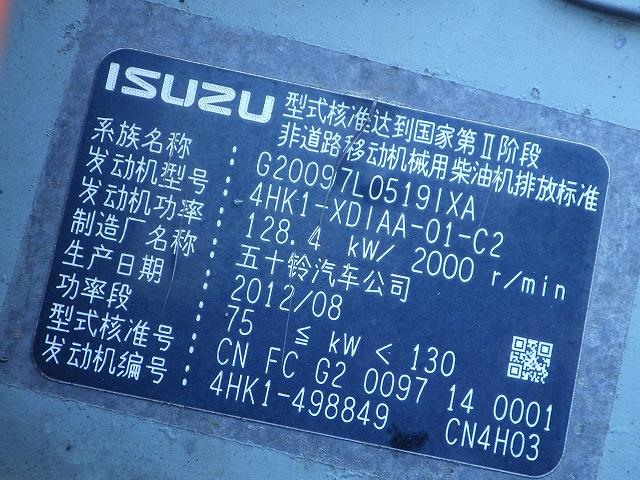 ISUZU
型式核准达到国家第Ⅱ阶段
非道路移动机械用柴油机排放标准
系族名称 : G20097L0519IXA
发动机型号 : 4HK1-XDIAA-01-C2
发动机功率 : 128.4 kW/ 2000 r/min
制造厂名称 : 五十铃汽车公司
生产日期 : 2012/08
功率段 : 75 ≦ kW < 130
型式核准号 : CN FC G2 0097 14 0001
发动机编号 : 4HK1-498849 CN4H03